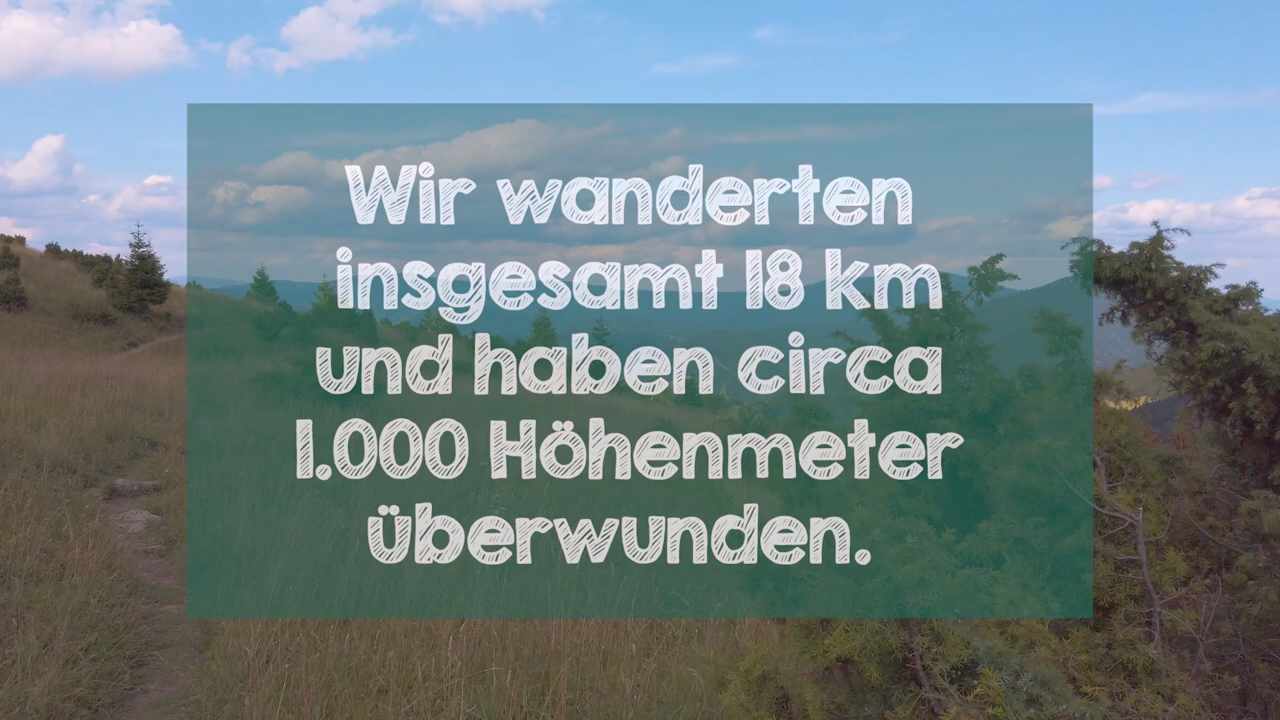 Wir wanderten
insgesamt 18 km
und haben circa
1.000 Höhenmeter
überwunden.